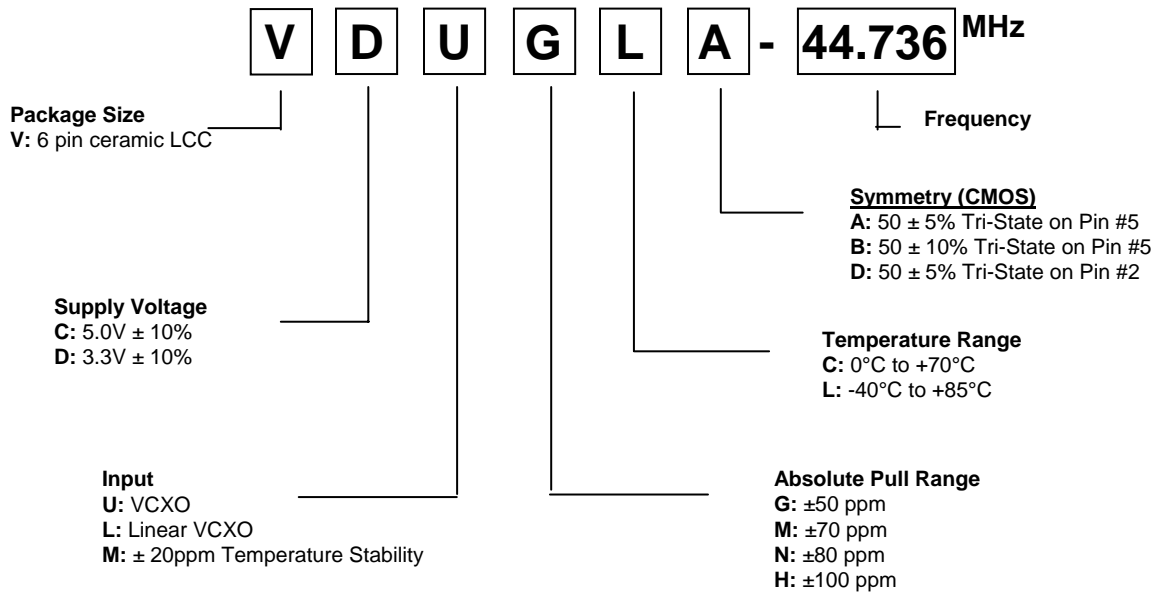 V D U G L A - 44.736 MHz
Package Size
V: 6 pin ceramic LCC
Frequency
Symmetry (CMOS)
A: 50 ± 5% Tri-State on Pin #5
B: 50 ± 10% Tri-State on Pin #5
D: 50 ± 5% Tri-State on Pin #2
Supply Voltage
C: 5.0V ± 10%
D: 3.3V ± 10%
Temperature Range
C: 0°C to +70°C
L: -40°C to +85°C
Input
U: VCXO
L: Linear VCXO
M: ± 20ppm Temperature Stability
Absolute Pull Range
G: ±50 ppm
M: ±70 ppm
N: ±80 ppm
H: ±100 ppm